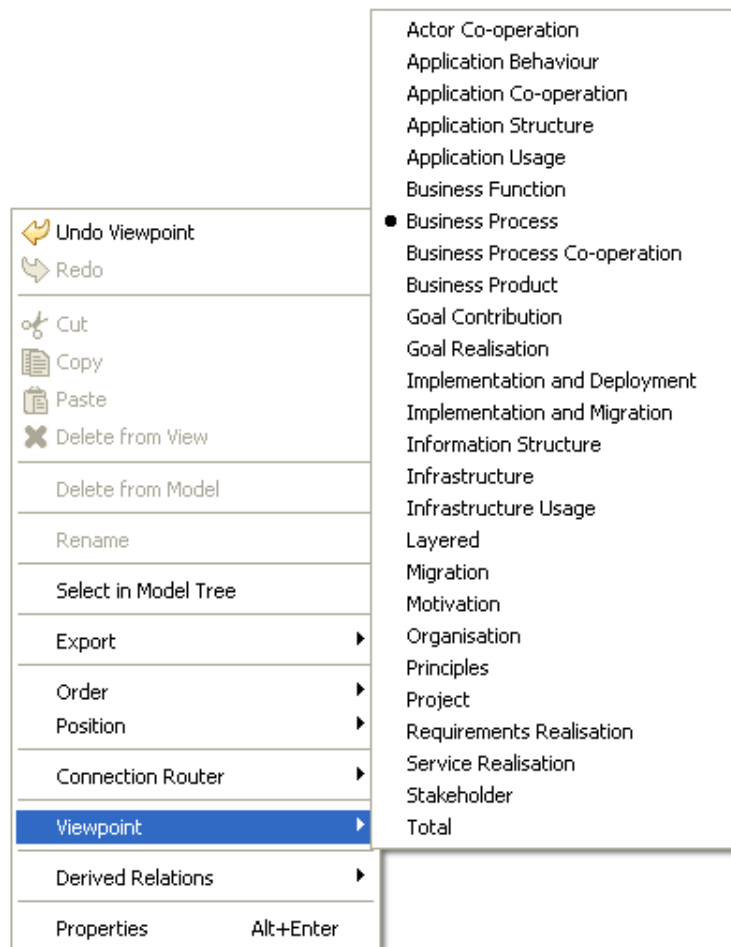 Undo Viewpoint
Redo
Cut
Copy
Paste
Delete from View
Delete from Model
Rename
Select in Model Tree
Export
Order
Position
Connection Router
Viewpoint
Derived Relations
Properties Alt+Enter
Actor Co-operation
Application Behaviour
Application Co-operation
Application Structure
Application Usage
Business Function
Business Process
Business Process Co-operation
Business Product
Goal Contribution
Goal Realisation
Implementation and Deployment
Implementation and Migration
Information Structure
Infrastructure
Infrastructure Usage
Layered
Migration
Motivation
Organisation
Principles
Project
Requirements Realisation
Service Realisation
Stakeholder
Total